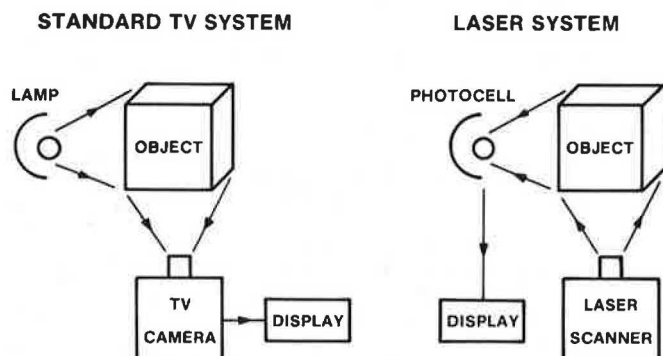 STANDARD TV SYSTEM
LAMP
OBJECT
TV
CAMERA
DISPLAY
LASER SYSTEM
PHOTOCELL
OBJECT
DISPLAY
LASER
SCANNER